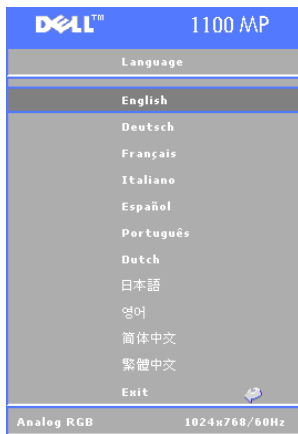 DELL™ 1100 MP
Language
English
Deutsch
Français
Italiano
Español
Português
Dutch
日本語
영어
简体中文
繁體中文
Exit
Analog RGB 1024x768/60Hz